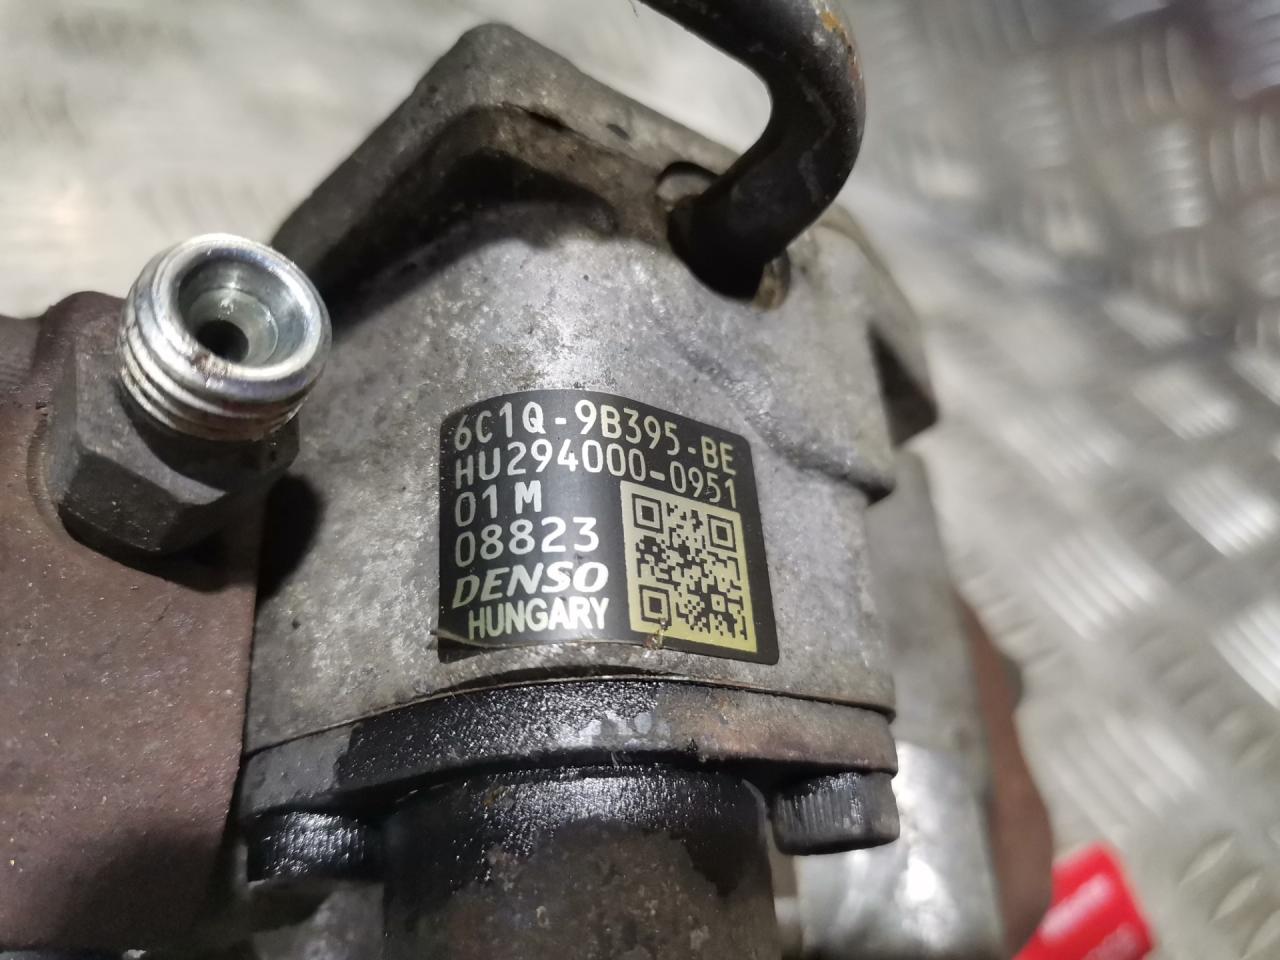 6C1Q-9B395-BE
HU294000-0951
01M
08823
DENSO
HUNGARY